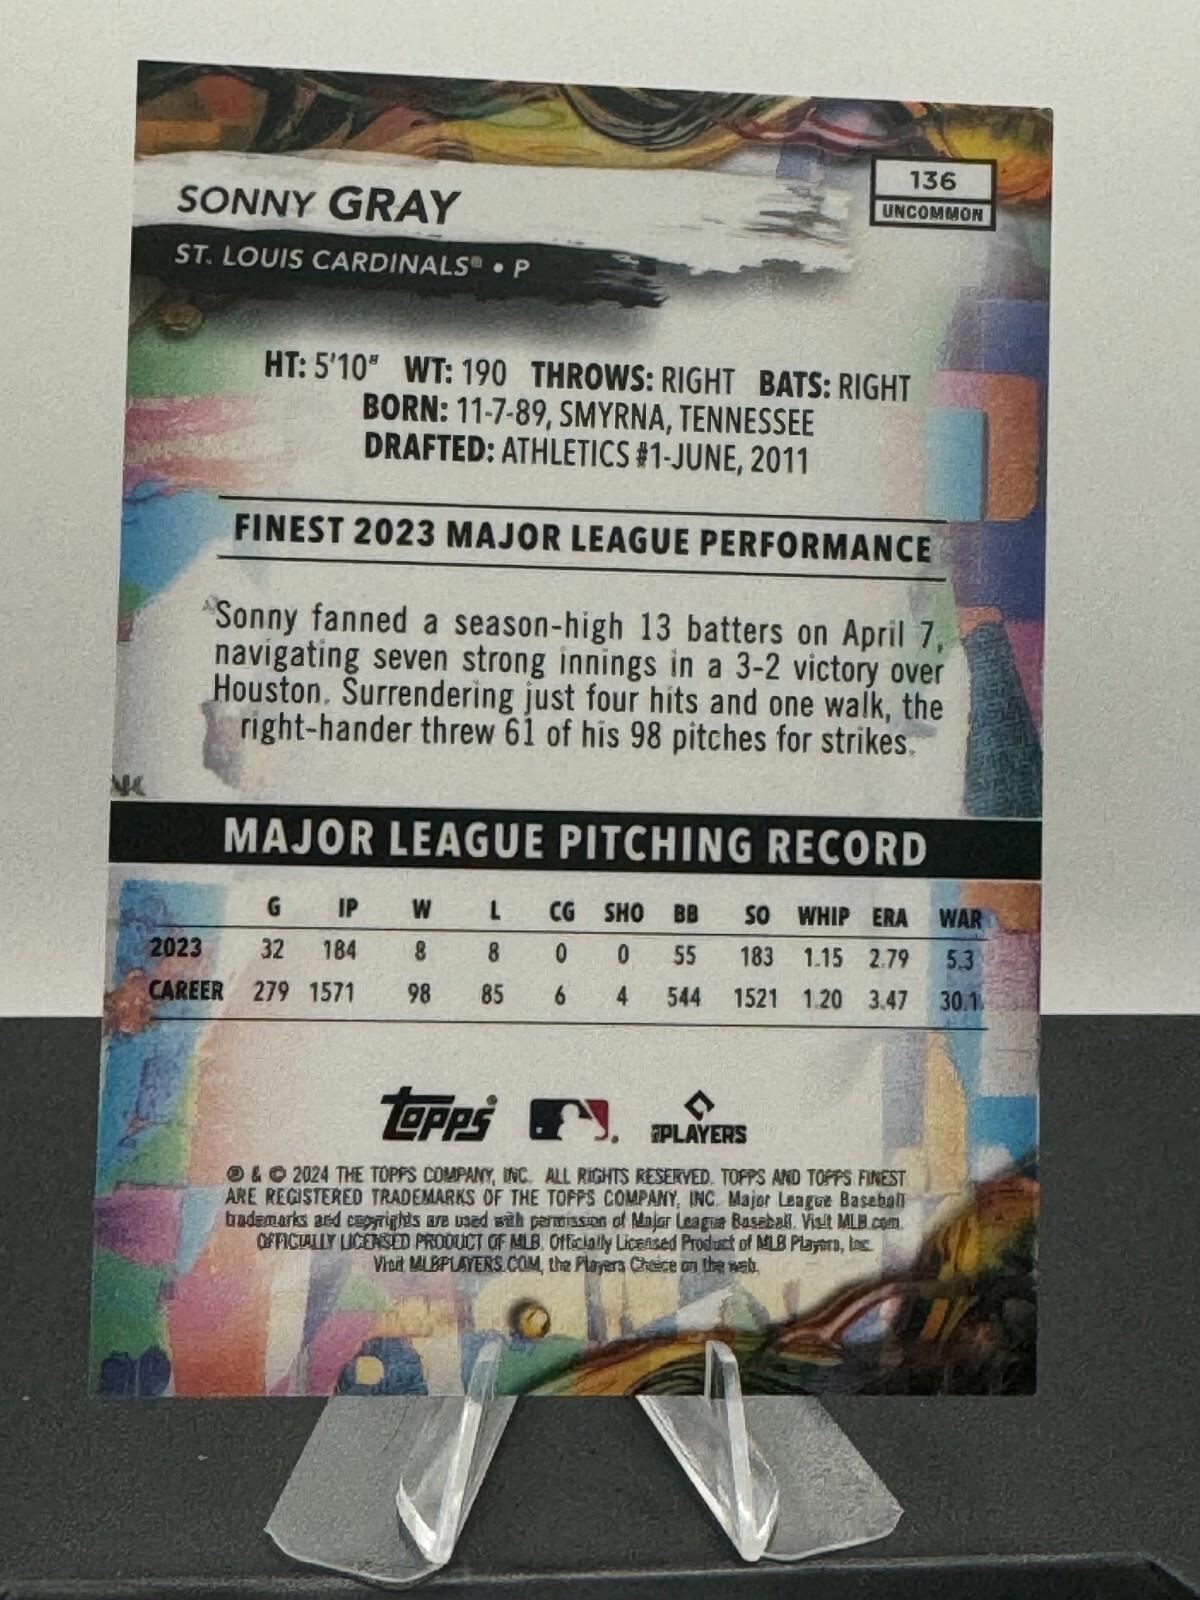 SONNY GRAY
136
UNCOMMON
ST. LOUIS CARDINALS® • P
HT: 5'10" WT: 190 THROWS: RIGHT BATS: RIGHT
BORN: 11-7-89, SMYRNA, TENNESSEE
DRAFTED: ATHLETICS #1-JUNE, 2011
FINEST 2023 MAJOR LEAGUE PERFORMANCE
Sonny fanned a season-high 13 batters on April 7,
navigating seven strong innings in a 3-2 victory over
Houston. Surrendering just four hits and one walk, the
right-hander threw 61 of his 98 pitches for strikes.
MAJOR LEAGUE PITCHING RECORD
G IP W L CG SHO BB SO WHIP ERA WAR
2023 32 184 8 8 0 0 55 183 1.15 2.79 5.3
CAREER 279 1571 98 85 6 4 544 1521 1.20 3.47 30.1
Topps
PLAYERS
® & © 2024 THE TOPPS COMPANY, INC. ALL RIGHTS RESERVED. TOPPS AND TOPPS FINEST
ARE REGISTERED TRADEMARKS OF THE TOPPS COMPANY, INC. Major League Baseball
trademarks and copyrights are used with permission of Major League Baseball. Visit MLB.com.
OFFICIALLY LICENSED PRODUCT OF MLB. Officially Licensed Product of MLB Players, Inc.
Visit MLBPLAYERS.COM, the Players Choice on the web.